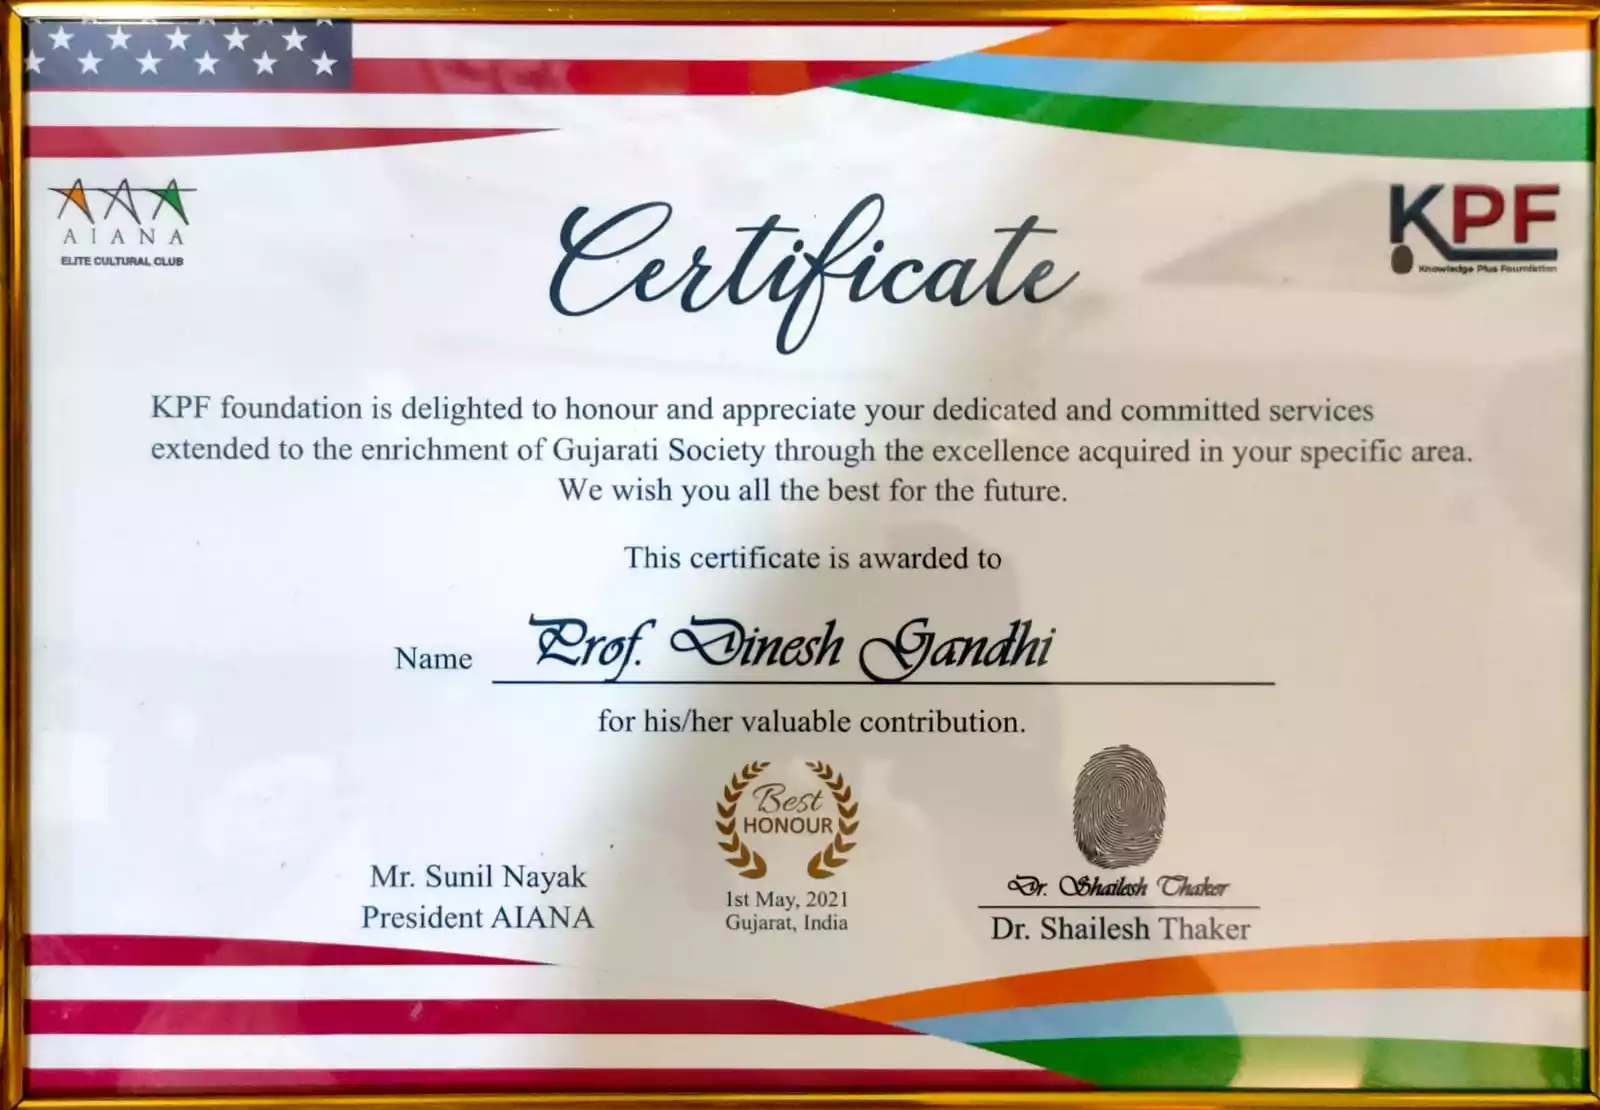 AIANA
ELITE CULTURAL CLUB
KPF
Knowledge Plus Foundation
Certificate
KPF foundation is delighted to honour and appreciate your dedicated and committed services
extended to the enrichment of Gujarati Society through the excellence acquired in your specific area.
We wish you all the best for the future.
This certificate is awarded to
Name Prof. Dinesh Gandhi
for his/her valuable contribution.
Best
HONOUR
1st May, 2021
Gujarat, India
Mr. Sunil Nayak
President AIANA
Dr. Shailesh Thaker
Dr. Shailesh Thaker